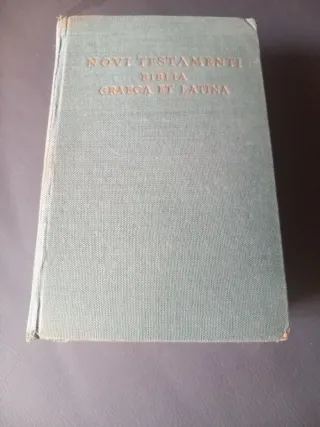 NOVI TESTAMENTI
BIBLIA
GRAECA ET LATINA